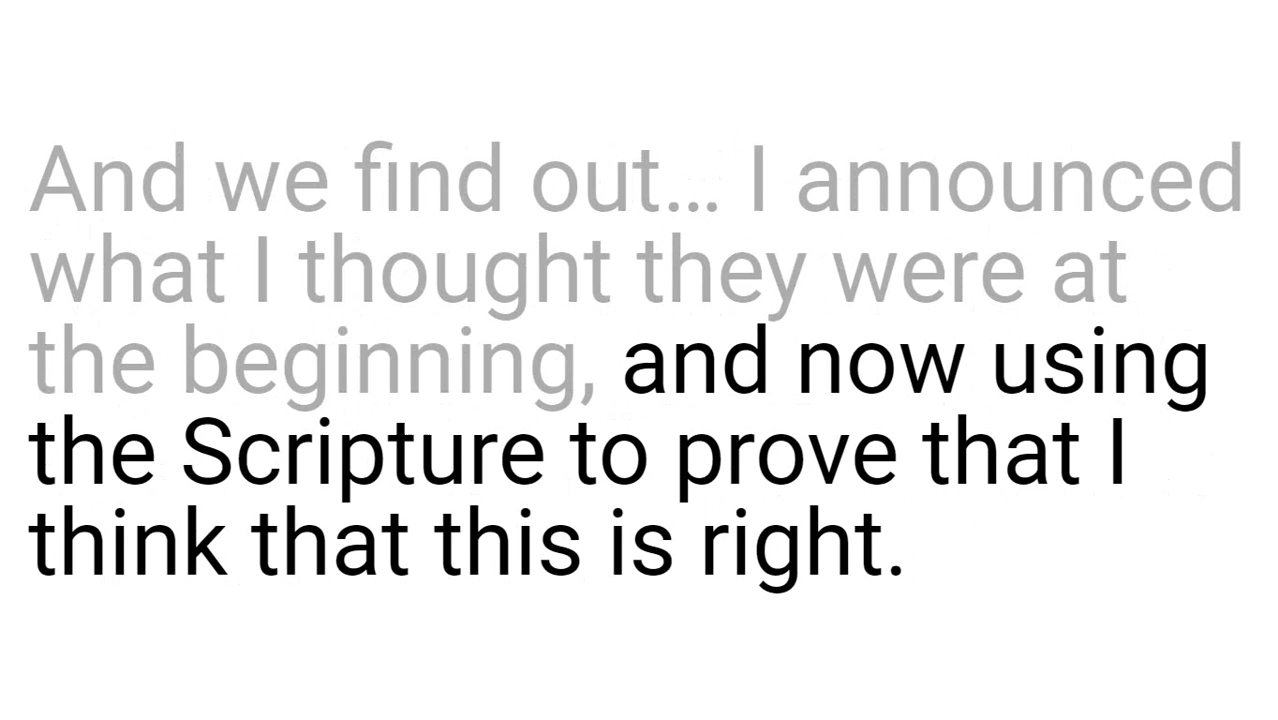 And we find out… I announced
what I thought they were at
the beginning, and now using
the Scripture to prove that I
think that this is right.